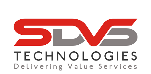 SDVS
TECHNOLOGIES
Delivering Value Services